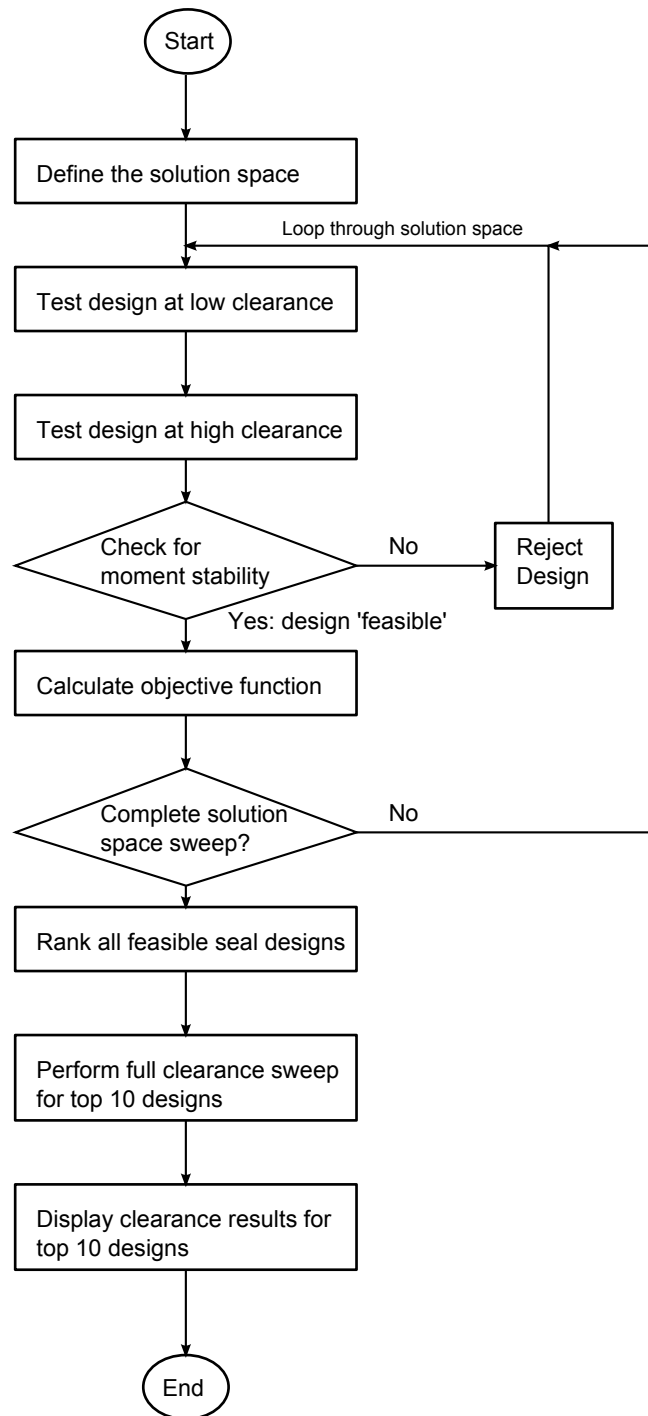 Start
Define the solution space
Loop through solution space
Test design at low clearance
Test design at high clearance
Check for
moment stability
No
Reject
Design
Yes: design 'feasible'
Calculate objective function
Complete solution
space sweep?
No
Rank all feasible seal designs
Perform full clearance sweep
for top 10 designs
Display clearance results for
top 10 designs
End